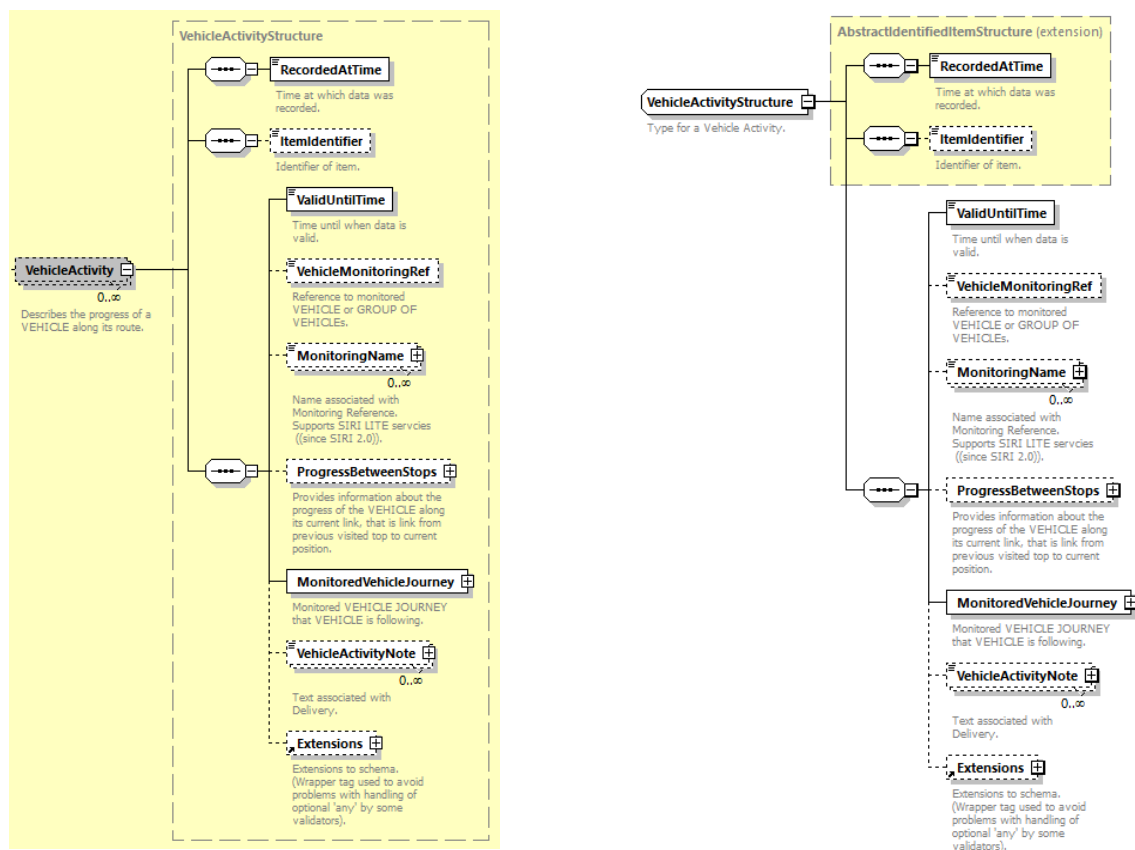 VehicleActivityStructure
RecordedAtTime
Time at which data was
recorded.
ItemIdentifier
Identifier of item.
ValidUntilTime
Time until when data is
valid.
VehicleActivity
0..∞
Describes the progress of a
VEHICLE along its route.
VehicleMonitoringRef
Reference to monitored
VEHICLE or GROUP OF
VEHICLEs.
MonitoringName
0..∞
Name associated with
Monitoring Reference.
Supports SIRI LITE servcies
((since SIRI 2.0)).
ProgressBetweenStops
Provides information about the
progress of the VEHICLE along
its current link, that is link from
previous visited top to current
position.
MonitoredVehicleJourney
Monitored VEHICLE JOURNEY
that VEHICLE is following.
VehicleActivityNote
0..∞
Text associated with
Delivery.
Extensions
Extensions to schema.
(Wrapper tag used to avoid
problems with handling of
optional 'any' by some
validators).
AbstractIdentifiedItemStructure (extension)
RecordedAtTime
Time at which data was
recorded.
VehicleActivityStructure
Type for a Vehicle Activity.
ItemIdentifier
Identifier of item.
ValidUntilTime
Time until when data is
valid.
VehicleMonitoringRef
Reference to monitored
VEHICLE or GROUP OF
VEHICLEs.
MonitoringName
0..∞
Name associated with
Monitoring Reference.
Supports SIRI LITE servcies
((since SIRI 2.0)).
ProgressBetweenStops
Provides information about the
progress of the VEHICLE along
its current link, that is link from
previous visited top to current
position.
MonitoredVehicleJourney
Monitored VEHICLE JOURNEY
that VEHICLE is following.
VehicleActivityNote
0..∞
Text associated with
Delivery.
Extensions
Extensions to schema.
(Wrapper tag used to avoid
problems with handling of
optional 'any' by some
validators).